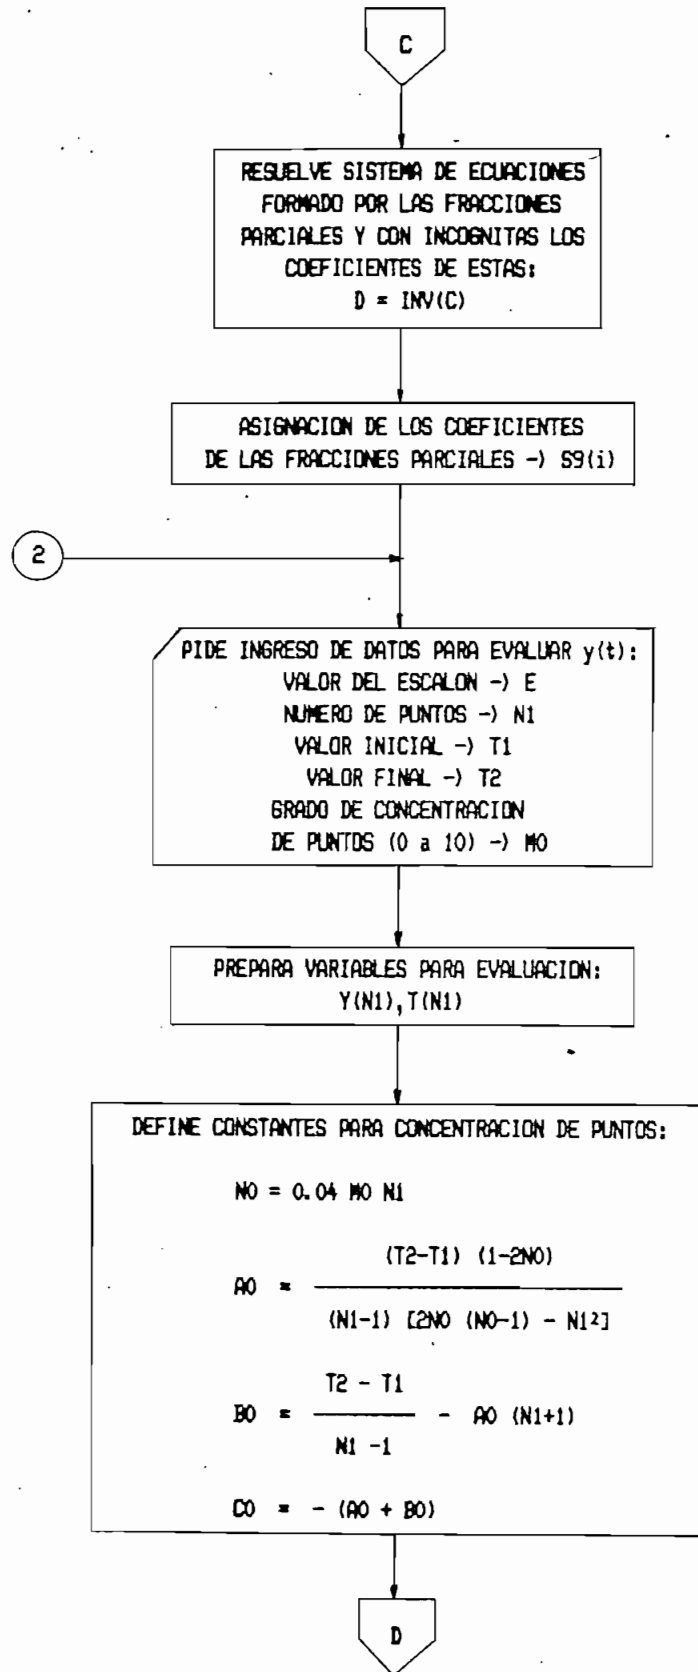 C
RESUELVE SISTEMA DE ECUACIONES
FORMADO POR LAS FRACCIONES
PARCIALES Y CON INCOGNITAS LOS
COEFICIENTES DE ESTAS:
D = INV(C)
ASIGNACION DE LOS COEFICIENTES
DE LAS FRACCIONES PARCIALES -> S9(i)
2
PIDE INGRESO DE DATOS PARA EVALUAR y(t):
VALOR DEL ESCALON -> E
NUMERO DE PUNTOS -> N1
VALOR INICIAL -> T1
VALOR FINAL -> T2
GRADO DE CONCENTRACION
DE PUNTOS (0 a 10) -> M0
PREPARA VARIABLES PARA EVALUACION:
Y(N1),T(N1)
DEFINE CONSTANTES PARA CONCENTRACION DE PUNTOS:
N0 = 0.04 M0 N1
(T2-T1) (1-2N0)
A0 =
(N1-1) [2N0 (N0-1) - N1²]
T2 - T1
B0 = - A0 (N1+1)
N1 -1
C0 = - (A0 + B0)
D